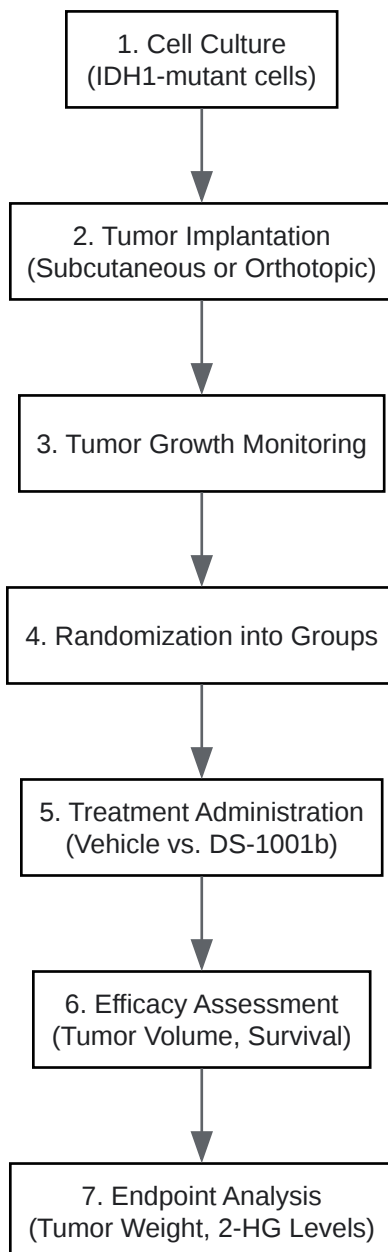 1. Cell Culture
(IDH1-mutant cells)
2. Tumor Implantation
(Subcutaneous or Orthotopic)
3. Tumor Growth Monitoring
4. Randomization into Groups
5. Treatment Administration
(Vehicle vs. DS-1001b)
6. Efficacy Assessment
(Tumor Volume, Survival)
7. Endpoint Analysis
(Tumor Weight, 2-HG Levels)